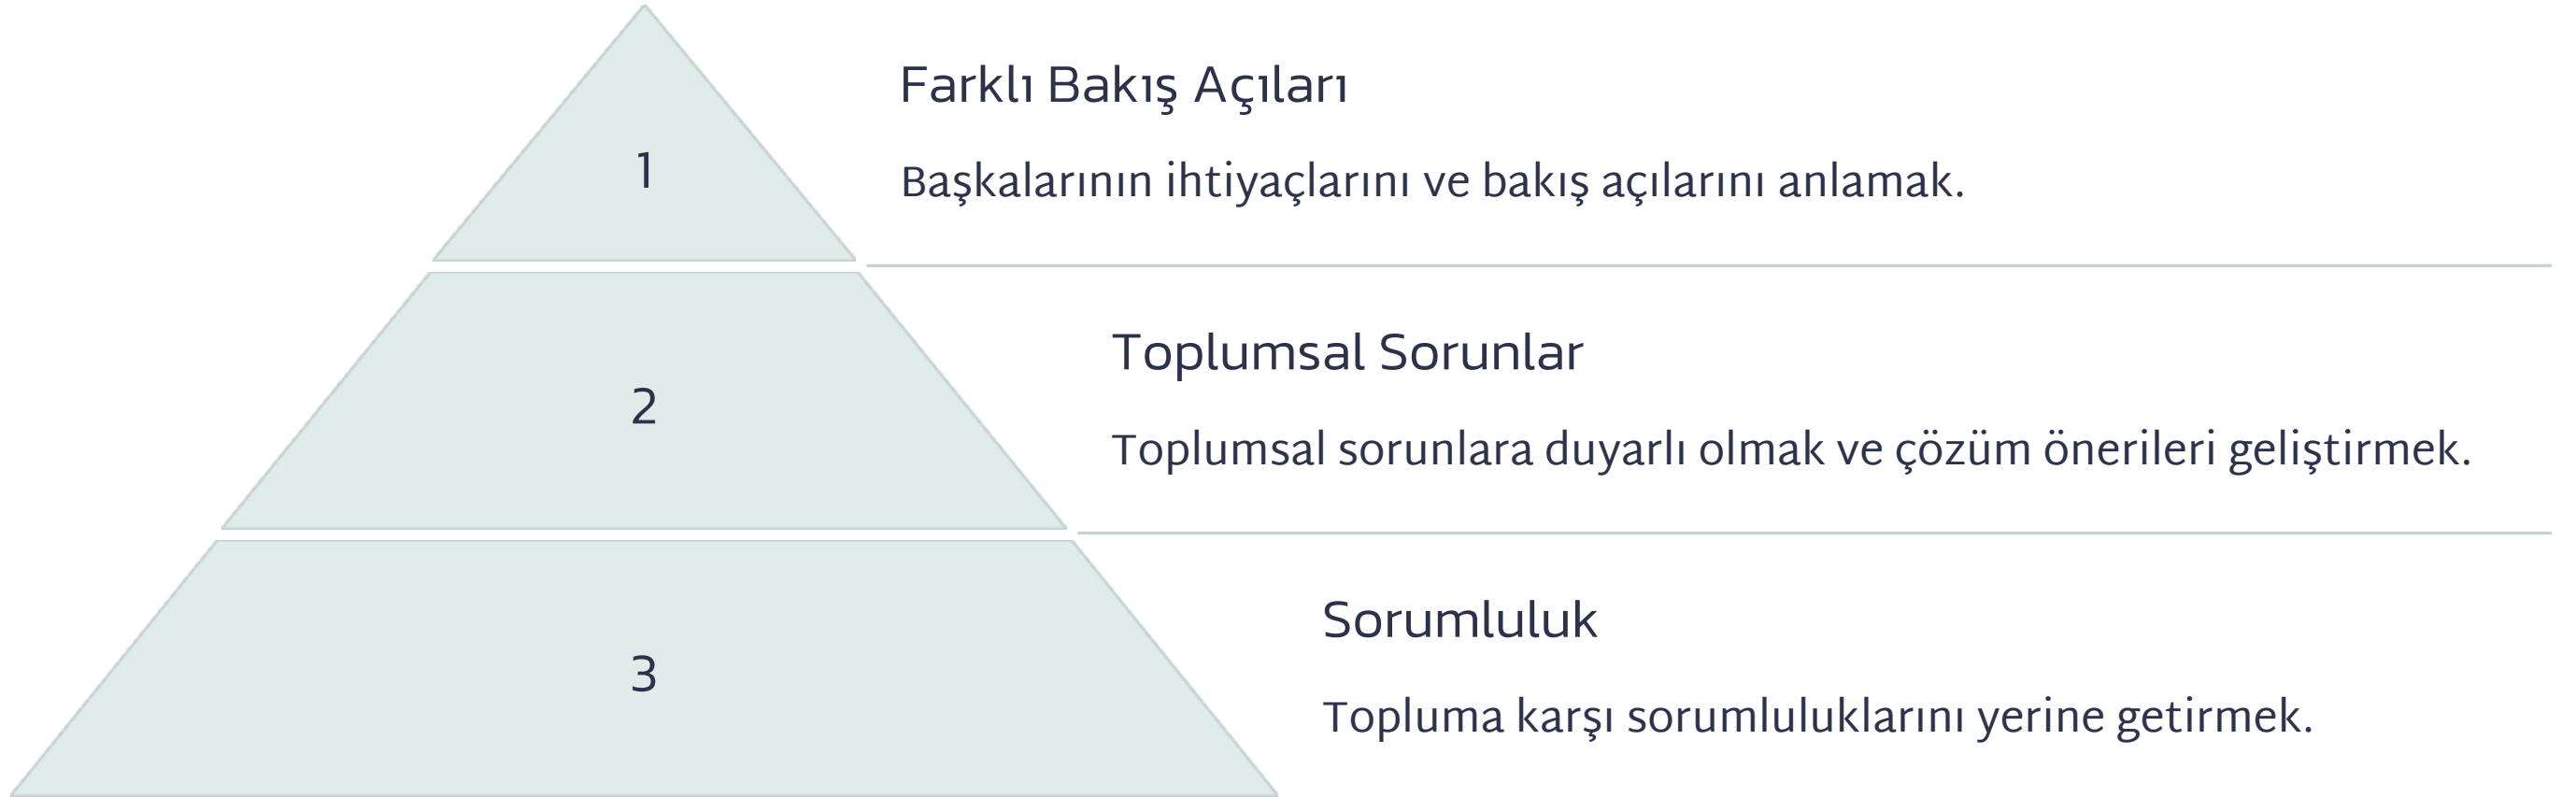 1
Farklı Bakış Açıları
Başkalarının ihtiyaçlarını ve bakış açılarını anlamak.
2
Toplumsal Sorunlar
Toplumsal sorunlara duyarlı olmak ve çözüm önerileri geliştirmek.
3
Sorumluluk
Topluma karşı sorumluluklarını yerine getirmek.